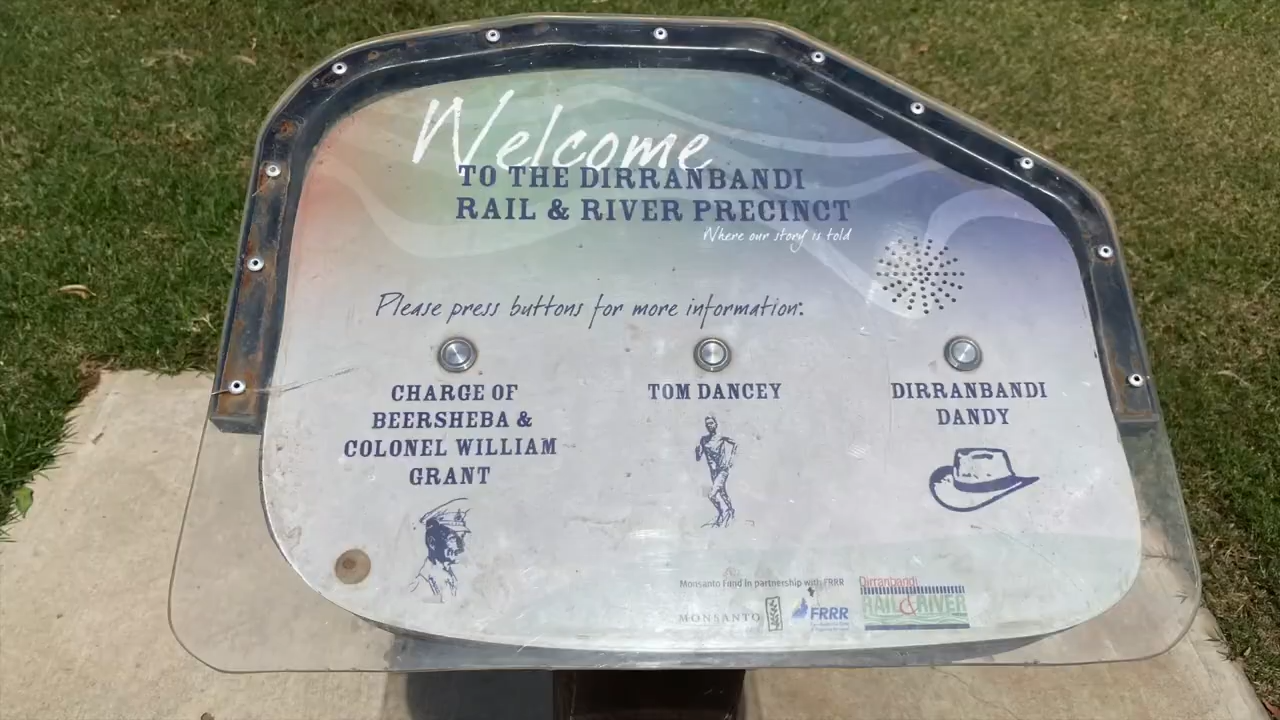 Welcome
TO THE DIRRANBANDI
RAIL & RIVER PRECINCT
Where our story is told
Please press buttons for more information:
CHARGE OF
BEERSHEBA &
COLONEL WILLIAM
GRANT
TOM DANCEY
DIRRANBANDI
DANDY
Monsanto Fund in partnership with FRRR
MONSANTO
FRRR
Dirranbandi
RAIL & RIVER